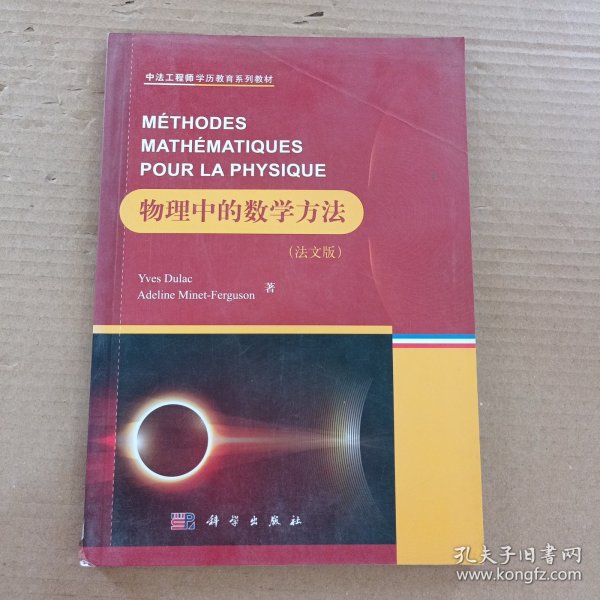 中法工程师学历教育系列教材
MÉTHODES
MATHÉMATIQUES
POUR LA PHYSIQUE
物理中的数学方法
（法文版）
Yves Dulac
Adeline Minet-Ferguson 著
科学出版社
孔夫子旧书网
www.kongfz.com